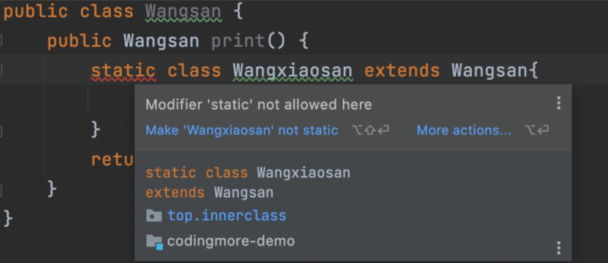 public class Wangsan {
public Wangsan print() {
static class Wangxiaosan extends Wangsan{
Modifier 'static' not allowed here
Make 'Wangxiaosan' not static ⌥⇧⏎ More actions... ⌥⏎
}
retu
static class Wangxiaosan
extends Wangsan
}
top.innerclass
}
codingmore-demo